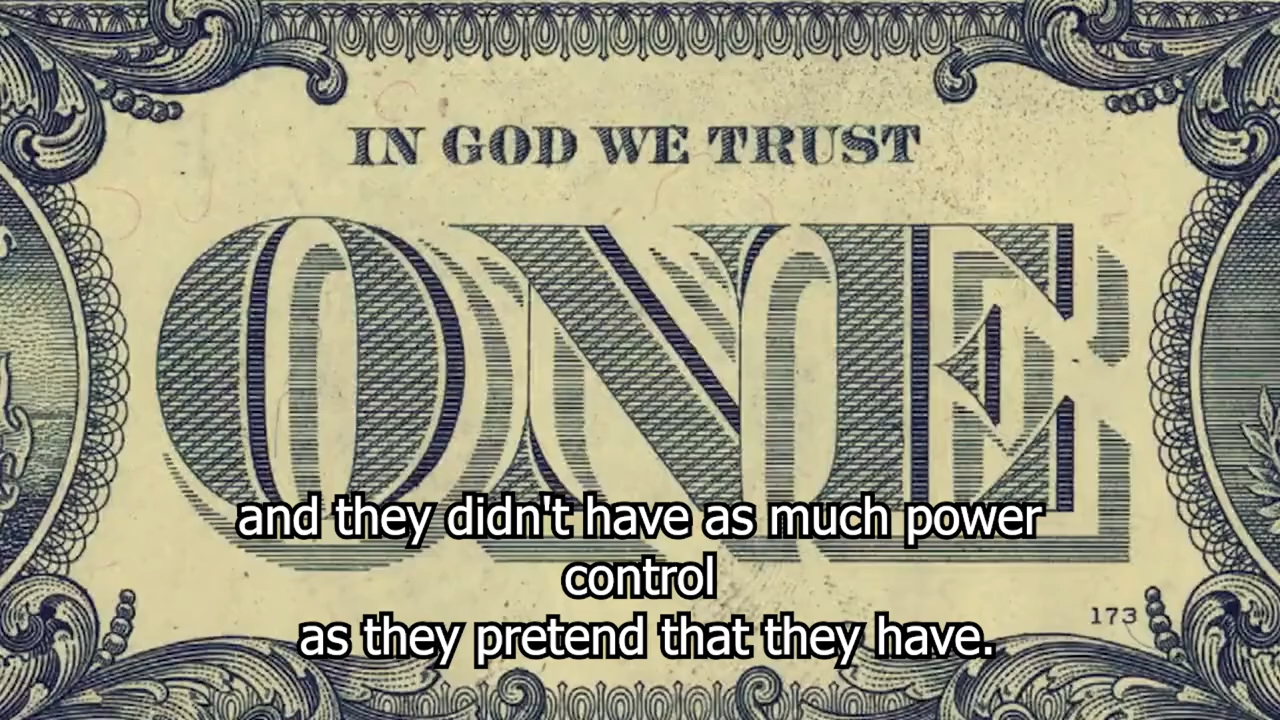 IN GOD WE TRUST
ONE
and they didn't have as much power
control
as they pretend that they have.
173